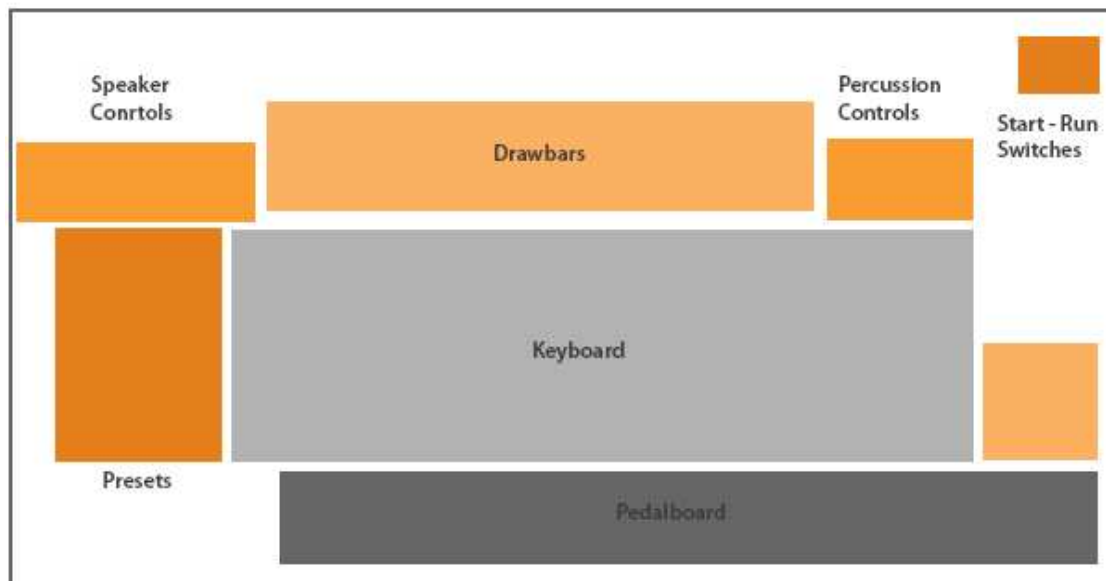 Speaker
Conrtols
Drawbars
Percussion
Controls
Start - Run
Switches
Keyboard
Presets
Pedalboard